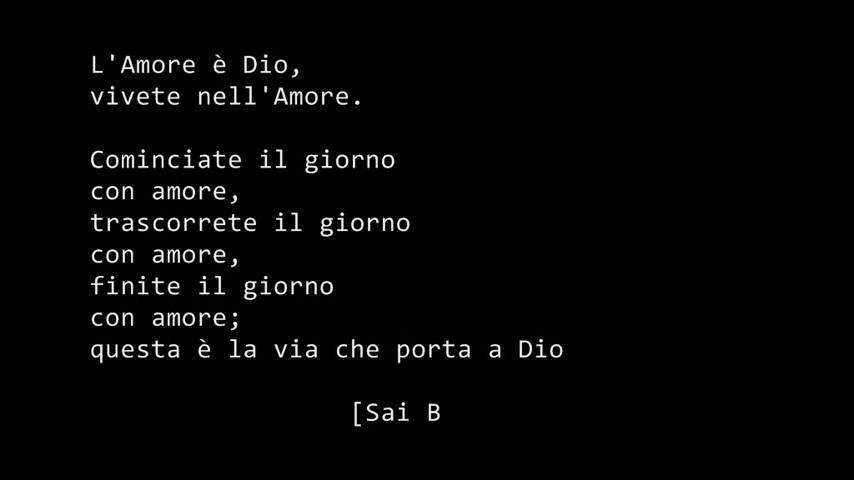 L'Amore è Dio,
vivete nell'Amore.
Cominciate il giorno
con amore,
trascorrete il giorno
con amore,
finite il giorno
con amore;
questa è la via che porta a Dio
[Sai B